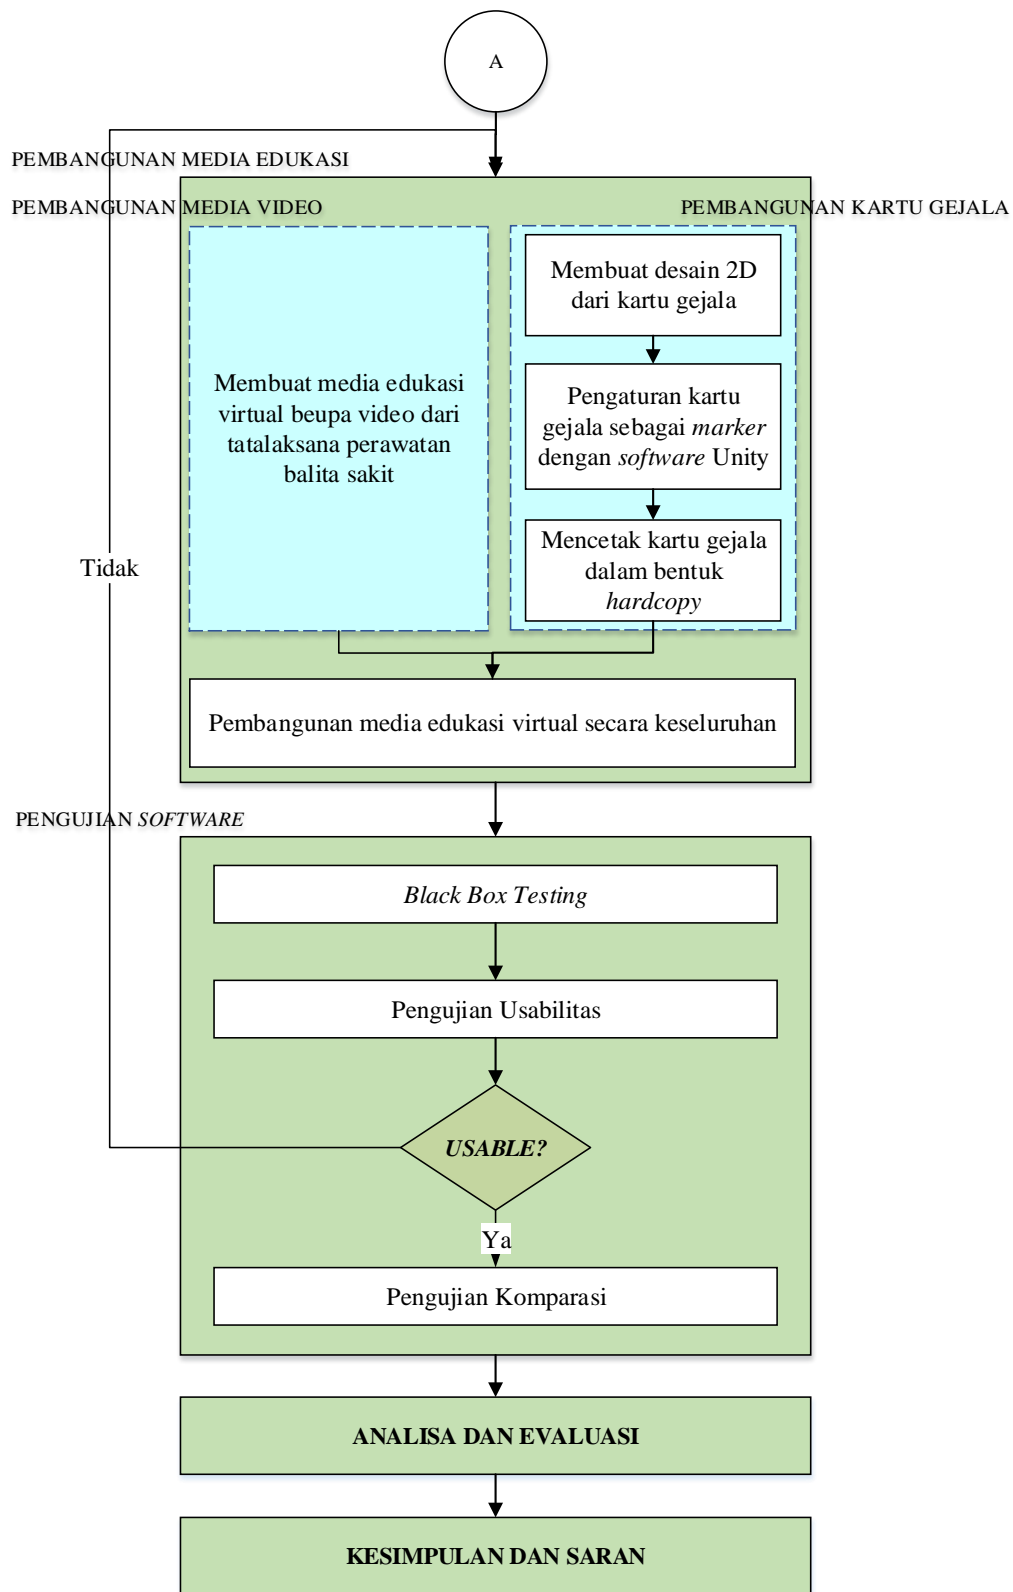 A
PEMBANGUNAN MEDIA EDUKASI
PEMBANGUNAN MEDIA VIDEO
PEMBANGUNAN KARTU GEJALA
Membuat media edukasi
virtual beupa video dari
tatalaksana perawatan
balita sakit
Membuat desain 2D
dari kartu gejala
Pengaturan kartu
gejala sebagai marker
dengan software Unity
Mencetak kartu gejala
dalam bentuk
hardcopy
Tidak
Pembangunan media edukasi virtual secara keseluruhan
PENGUJIAN SOFTWARE
Black Box Testing
Pengujian Usabilitas
USABLE?
Ya
Pengujian Komparasi
ANALISA DAN EVALUASI
KESIMPULAN DAN SARAN